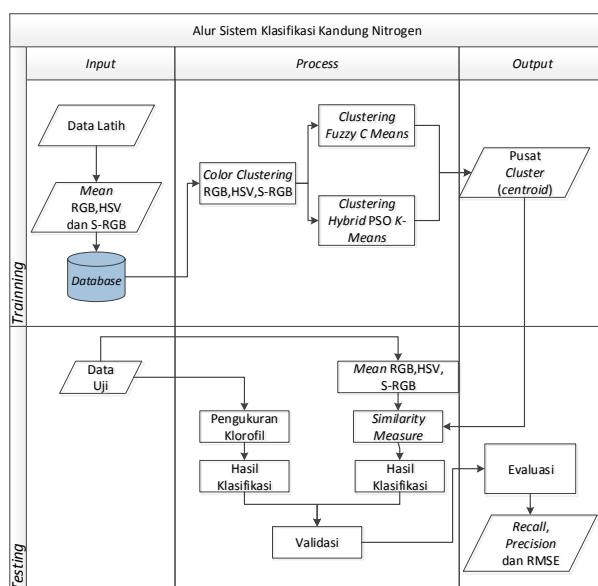 Alur Sistem Klasifikasi Kandung Nitrogen
Input
Process
Output
Trainning
Data Latih
Mean
RGB,HSV
dan S-RGB
Database
Color Clustering
RGB,HSV,S-RGB
Clustering
Fuzzy C Means
Clustering
Hybrid PSO K-
Means
Pusat
Cluster
(centroid)
Testing
Data
Uji
Mean RGB,HSV,
S-RGB
Pengukuran
Klorofil
Similarity
Measure
Hasil
Klasifikasi
Hasil
Klasifikasi
Validasi
Evaluasi
Recall,
Precision
dan RMSE